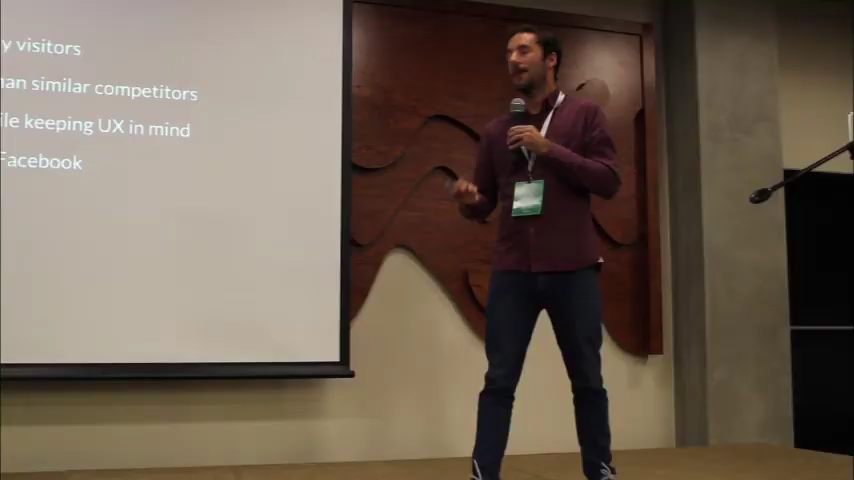 y visitors
han similar competitors
ile keeping UX in mind
Facebook